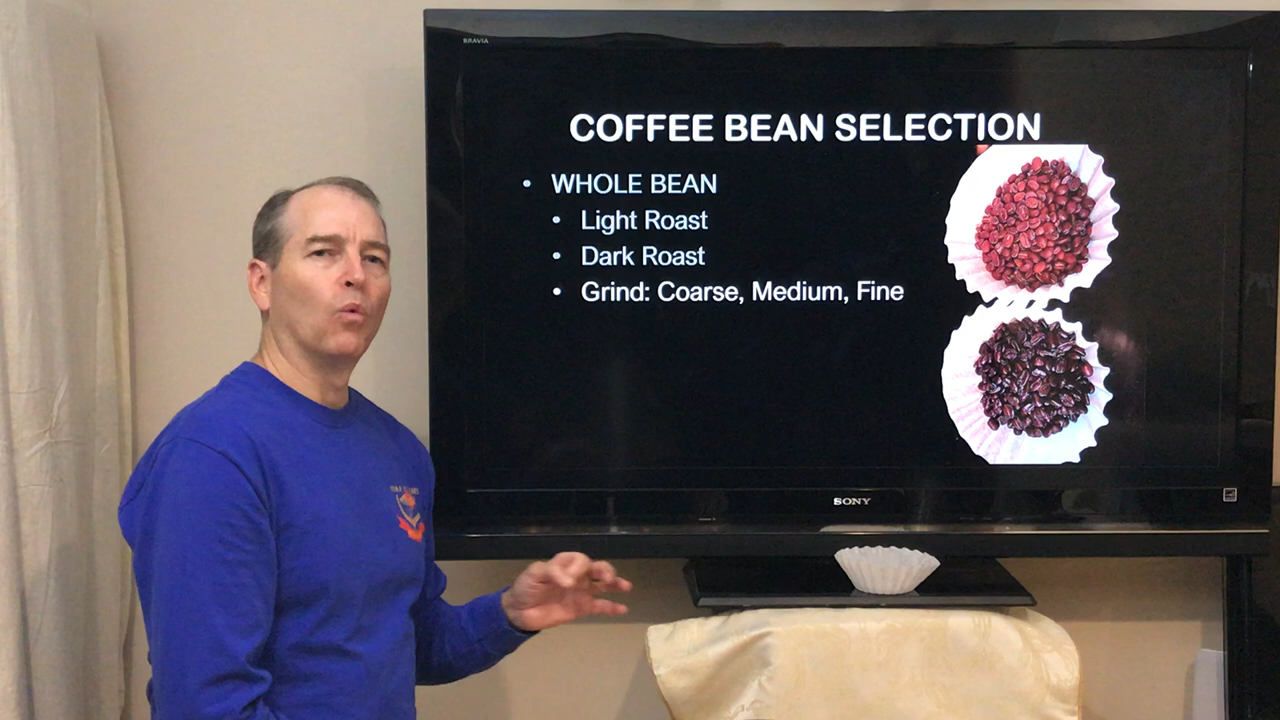 BRAVIA
COFFEE BEAN SELECTION
• WHOLE BEAN
• Light Roast
• Dark Roast
• Grind: Coarse, Medium, Fine
SONY